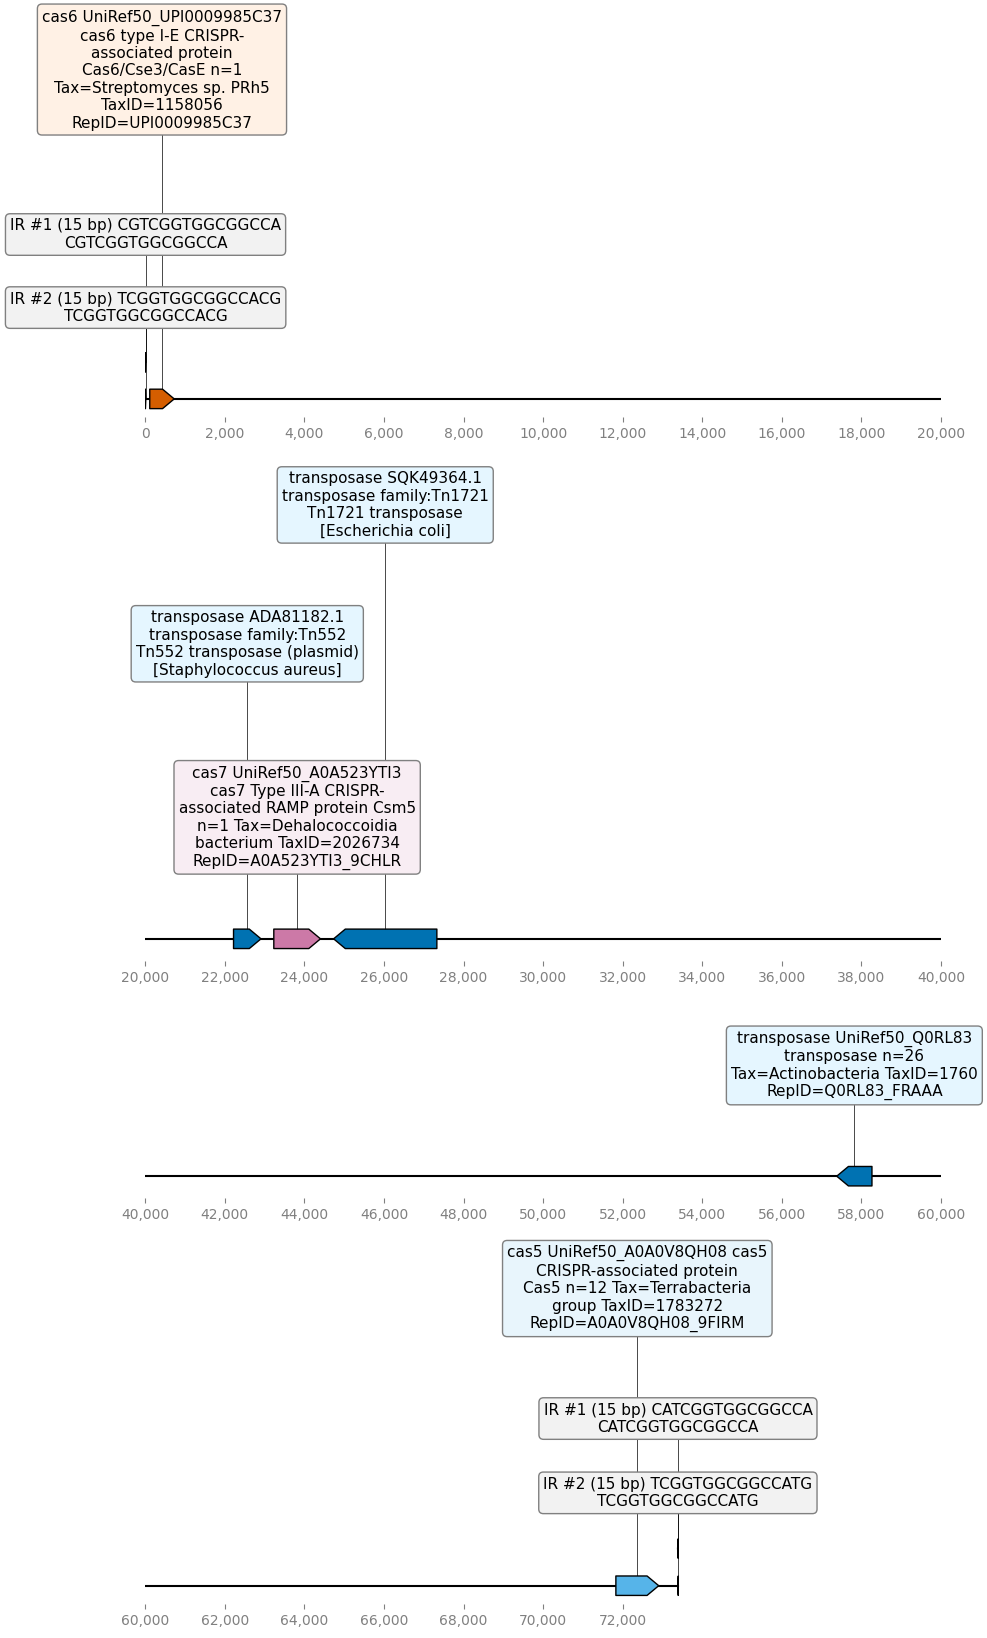 cas6 UniRef50_UPI0009985C37
cas6 type I-E CRISPR-
associated protein
Cas6/Cse3/CasE n=1
Tax=Streptomyces sp. PRh5
TaxID=1158056
RepID=UPI0009985C37
IR #1 (15 bp) CGTCGGTGGCGGCCA
CGTCGGTGGCGGCCA
IR #2 (15 bp) TCGGTGGCGGCCACG
TCGGTGGCGGCCACG
0 2,000 4,000 6,000 8,000 10,000 12,000 14,000 16,000 18,000 20,000
transposase SQK49364.1
transposase family:Tn1721
Tn1721 transposase
[Escherichia coli]
transposase ADA81182.1
transposase family:Tn552
Tn552 transposase (plasmid)
[Staphylococcus aureus]
cas7 UniRef50_A0A523YTI3
cas7 Type III-A CRISPR-
associated RAMP protein Csm5
n=1 Tax=Dehalococcoidia
bacterium TaxID=2026734
RepID=A0A523YTI3_9CHLR
20,000 22,000 24,000 26,000 28,000 30,000 32,000 34,000 36,000 38,000 40,000
transposase UniRef50_Q0RL83
transposase n=26
Tax=Actinobacteria TaxID=1760
RepID=Q0RL83_FRAAA
40,000 42,000 44,000 46,000 48,000 50,000 52,000 54,000 56,000 58,000 60,000
cas5 UniRef50_A0A0V8QH08 cas5
CRISPR-associated protein
Cas5 n=12 Tax=Terrabacteria
group TaxID=1783272
RepID=A0A0V8QH08_9FIRM
IR #1 (15 bp) CATCGGTGGCGGCCA
CATCGGTGGCGGCCA
IR #2 (15 bp) TCGGTGGCGGCCATG
TCGGTGGCGGCCATG
60,000 62,000 64,000 66,000 68,000 70,000 72,000